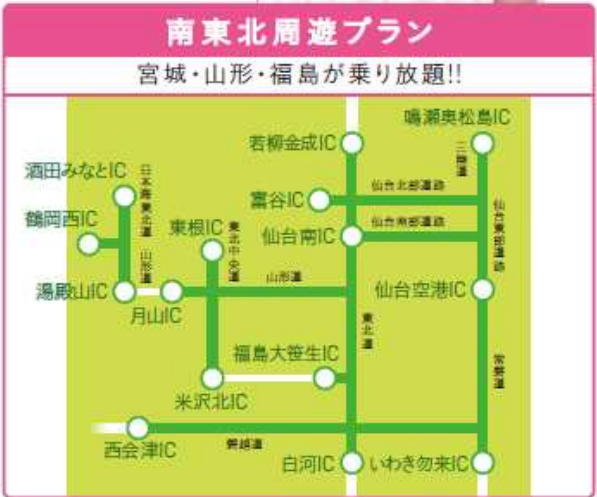 南東北周遊プラン
宮城・山形・福島が乗り放題!!
鳴瀬奥松島IC
若柳金成IC
三陸道
酒田みなとIC
日本海東北道
仙台北部道路
富谷IC
鶴岡西IC
東根IC
東北中央道
仙台南部道路
仙台東部道路
仙台南IC
山形道
山形道
湯殿山IC
月山IC
仙台空港IC
東北道
福島大笹生IC
常磐道
米沢北IC
西会津IC
磐越道
白河IC
いわき勿来IC